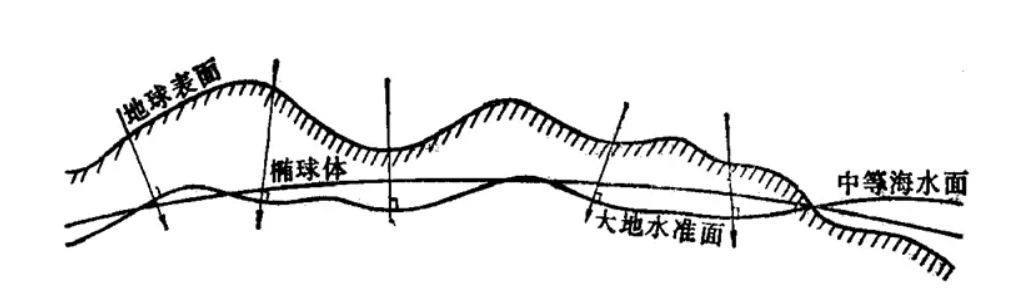 地球表面
椭球体
中等海水面
大地水准面